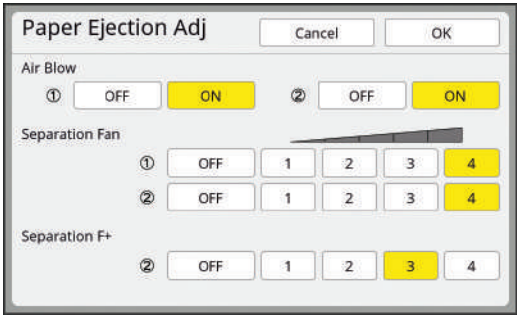 Paper Ejection Adj Cancel OK
Air Blow
① OFF ON ② OFF ON
Separation Fan
① OFF 1 2 3 4
② OFF 1 2 3 4
Separation F+
② OFF 1 2 3 4